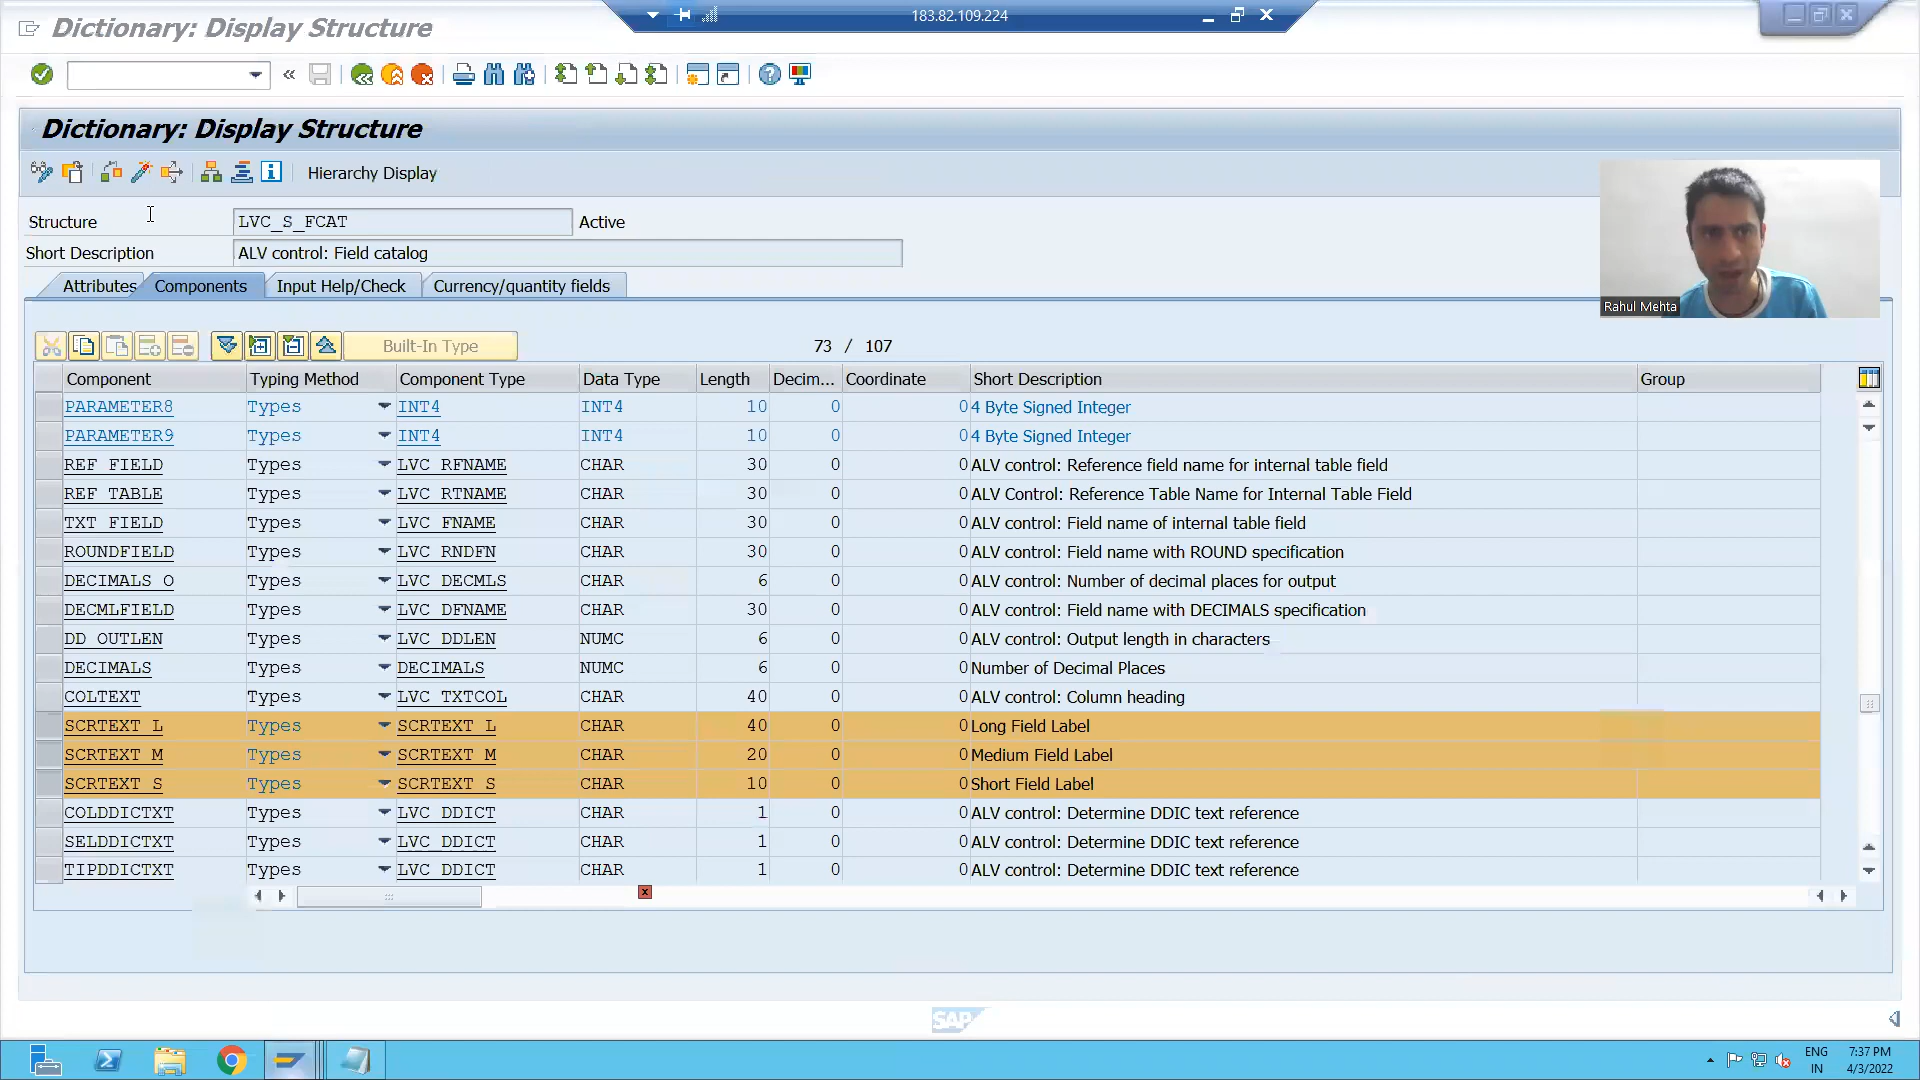 Dictionary: Display Structure
183.82.109.224
Dictionary: Display Structure
Hierarchy Display
Structure LVC_S_FCAT Active
Short Description ALV control: Field catalog
Rahul Mehta
Attributes Components Input Help/Check Currency/quantity fields
Built-In Type 73 / 107
Component Typing Method Component Type Data Type Length Decim... Coordinate Short Description Group
PARAMETER8 Types INT4 INT4 10 0 0 4 Byte Signed Integer
PARAMETER9 Types INT4 INT4 10 0 0 4 Byte Signed Integer
REF_FIELD Types LVC_RFNAME CHAR 30 0 0 ALV control: Reference field name for internal table field
REF_TABLE Types LVC_RTNAME CHAR 30 0 0 ALV Control: Reference Table Name for Internal Table Field
TXT_FIELD Types LVC_FNAME CHAR 30 0 0 ALV control: Field name of internal table field
ROUNDFIELD Types LVC_RNDFN CHAR 30 0 0 ALV control: Field name with ROUND specification
DECIMALS_O Types LVC_DECMLS CHAR 6 0 0 ALV control: Number of decimal places for output
DECMLFIELD Types LVC_DFNAME CHAR 30 0 0 ALV control: Field name with DECIMALS specification
DD_OUTLEN Types LVC_DDLEN NUMC 6 0 0 ALV control: Output length in characters
DECIMALS Types DECIMALS NUMC 6 0 0 Number of Decimal Places
COLTEXT Types LVC_TXTCOL CHAR 40 0 0 ALV control: Column heading
SCRTEXT_L Types SCRTEXT_L CHAR 40 0 0 Long Field Label
SCRTEXT_M Types SCRTEXT_M CHAR 20 0 0 Medium Field Label
SCRTEXT_S Types SCRTEXT_S CHAR 10 0 0 Short Field Label
COLDDICTXT Types LVC_DDICT CHAR 1 0 0 ALV control: Determine DDIC text reference
SELDDICTXT Types LVC_DDICT CHAR 1 0 0 ALV control: Determine DDIC text reference
TIPDDICTXT Types LVC_DDICT CHAR 1 0 0 ALV control: Determine DDIC text reference
SAP
ENG 7:37 PM
IN 4/3/2022